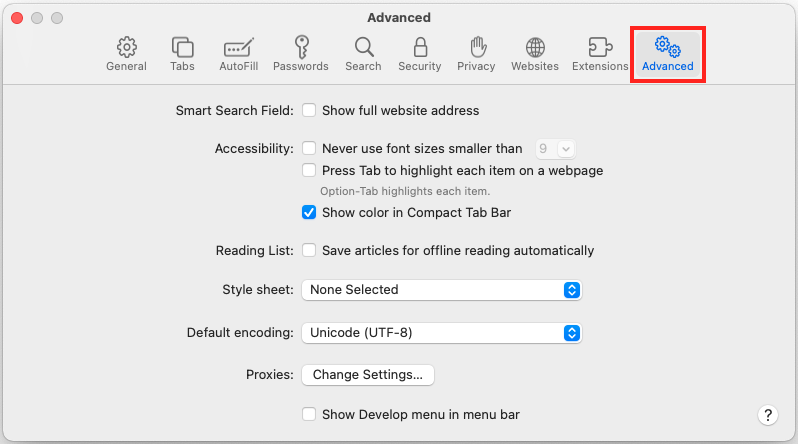 Advanced
General Tabs AutoFill Passwords Search Security Privacy Websites Extensions Advanced
Smart Search Field: Show full website address
Accessibility: Never use font sizes smaller than 9
Press Tab to highlight each item on a webpage
Option-Tab highlights each item.
Show color in Compact Tab Bar
Reading List: Save articles for offline reading automatically
Style sheet: None Selected
Default encoding: Unicode (UTF-8)
Proxies: Change Settings...
Show Develop menu in menu bar
?